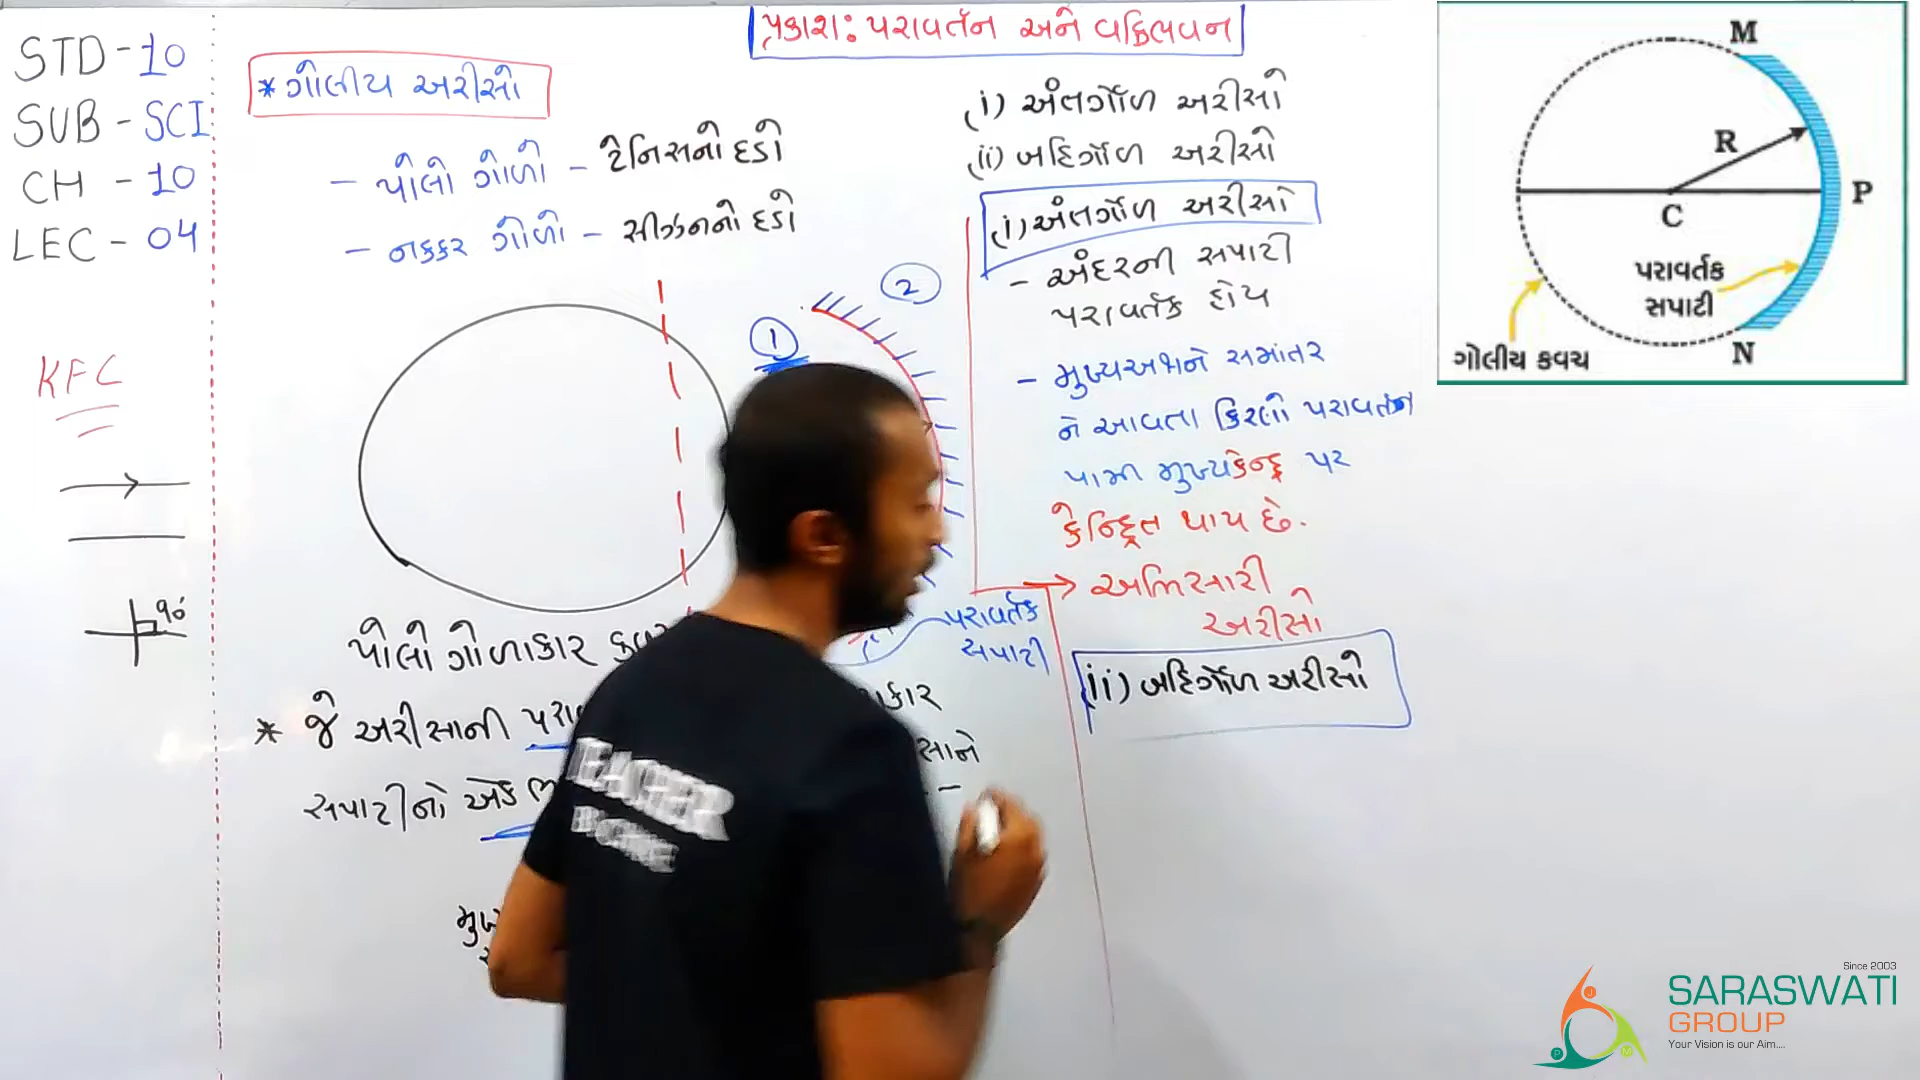 પ્રકાશ: પરાવર્તન અને વક્રિભવન
STD-10
SUB-SCI
CH -10
LEC-04
KFC
90°
* ગોલીય અરીસો
- પોલો ગોળો - ટેનિસનો દડો
- નક્કર ગોળો - સીઝનનો દડો
1
2
પોલો ગોળાકાર
* જે અરીસાની
સપાટીનો એક
પરાવર્તક
સપાટી
(i) અંતર્ગોળ અરીસો
(ii) બહિર્ગોળ અરીસો
(i) અંતર્ગોળ અરીસો
- અંદરની સપાટી
પરાવર્તક હોય
- મુખ્યઅક્ષને સમાંતર
ને આવતા કિરણો પરાવર્તન
પામી મુખ્યકેન્દ્ર પર
કેન્દ્રિત થાય છે.
→ અભિસારી
અરીસો
(ii) બહિર્ગોળ અરીસો
M
R
C
P
પરાવર્તક
સપાટી
N
ગોલીય કવચ
TEACHER
Since 2003
SARASWATI
GROUP
Your Vision is our Aim....
J
P
M